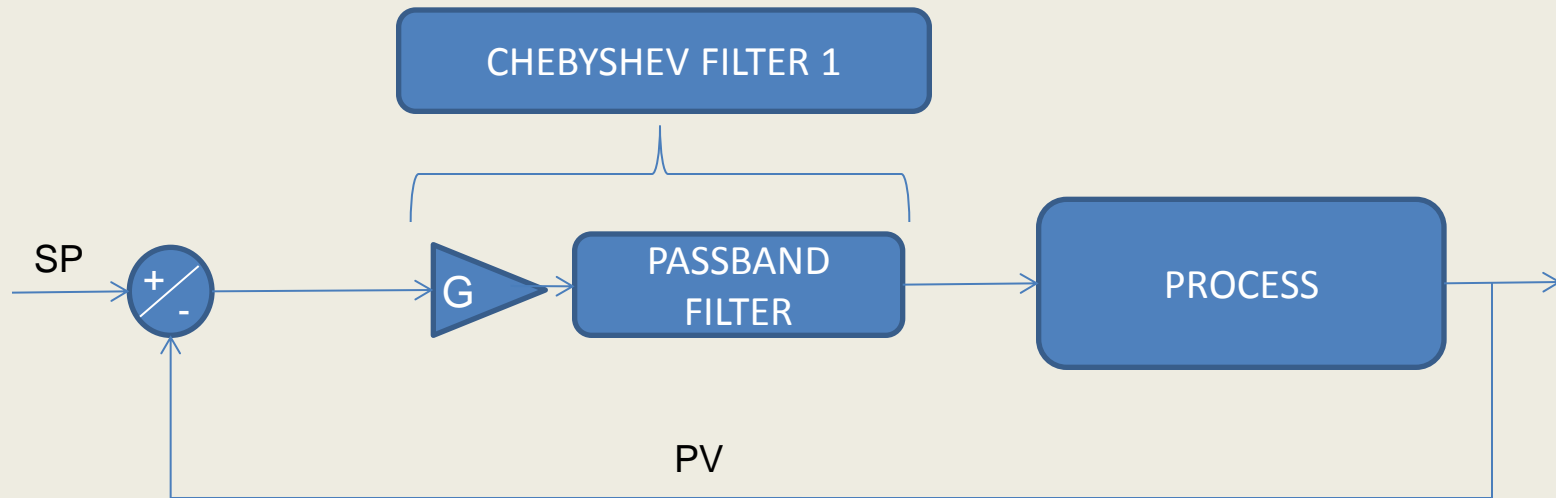 CHEBYSHEV FILTER 1
SP
+
-
G
PASSBAND
FILTER
PROCESS
PV